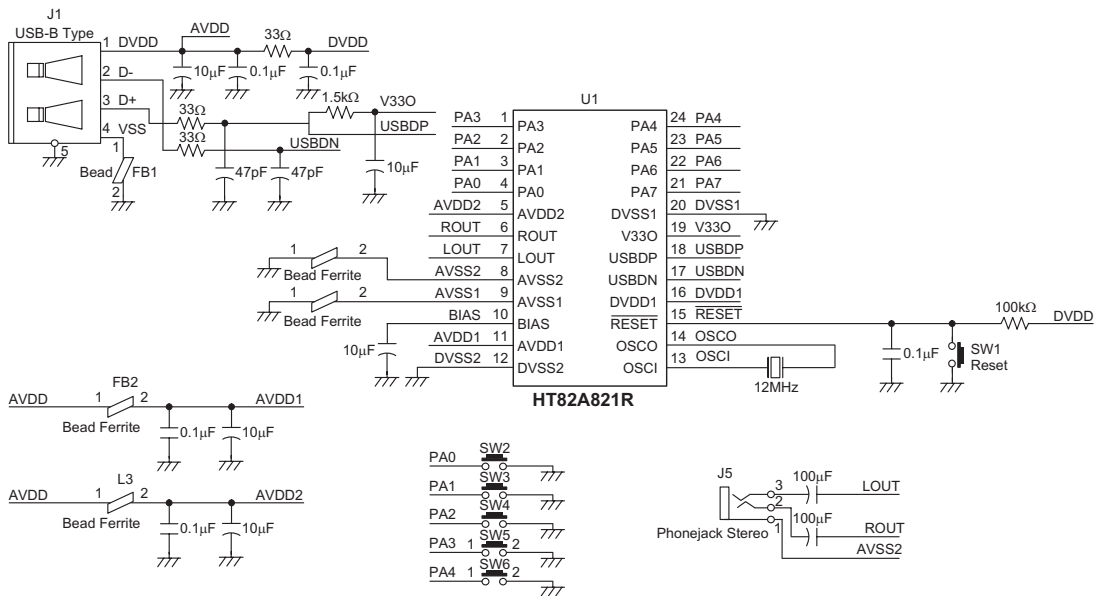 J1
USB-B Type
1 DVDD
2 D-
3 D+
4 VSS
5
AVDD
33Ω
DVDD
10μF
0.1μF
0.1μF
33Ω
33Ω
1.5kΩ
V33O
USBDP
USBDN
47pF
47pF
10μF
1
Bead FB1
2
U1
PA3 1 PA3
PA2 2 PA2
PA1 3 PA1
PA0 4 PA0
AVDD2 5 AVDD2
ROUT 6 ROUT
LOUT 7 LOUT
AVSS2 8 AVSS2
AVSS1 9 AVSS1
BIAS 10 BIAS
AVDD1 11 AVDD1
DVSS2 12 DVSS2
PA4 24 PA4
PA5 23 PA5
PA6 22 PA6
PA7 21 PA7
DVSS1 20 DVSS1
V33O 19 V33O
USBDP 18 USBDP
USBDN 17 USBDN
DVDD1 16 DVDD1
RESET 15 RESET
OSCO 14 OSCO
OSCI 13 OSCI
HT82A821R
1 2
Bead Ferrite
1 2
Bead Ferrite
10μF
12MHz
100kΩ
DVDD
0.1μF
SW1
Reset
FB2
AVDD 1 2 AVDD1
Bead Ferrite
0.1μF
10μF
L3
AVDD 1 2 AVDD2
Bead Ferrite
0.1μF
10μF
PA0 SW2
PA1 SW3
PA2 SW4
PA3 1 SW5 2
PA4 1 SW6 2
J5
Phonejack Stereo
3
2
1
100μF
LOUT
100μF
ROUT
AVSS2